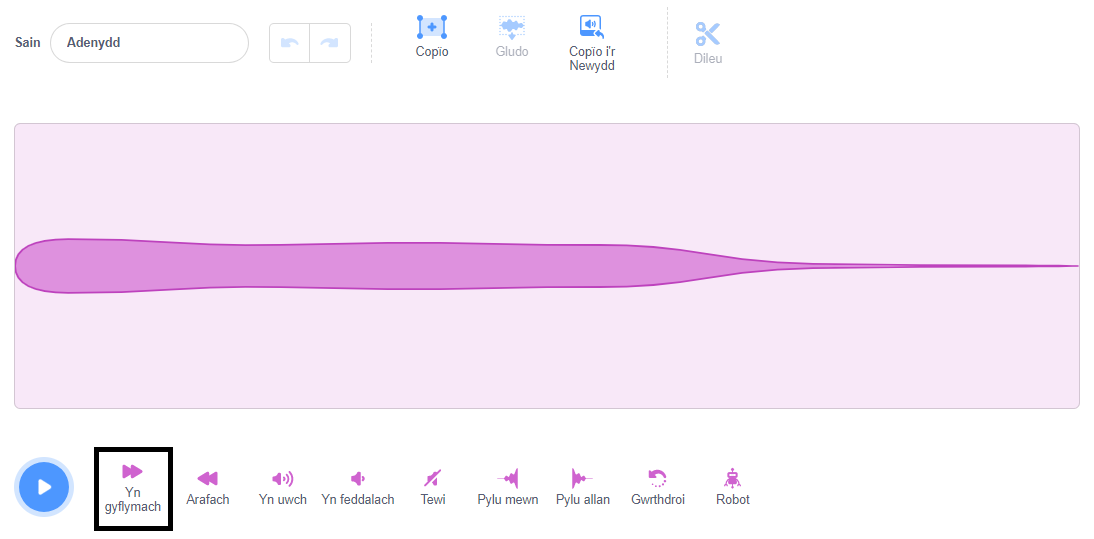 Sain
Adenydd
Copïo
Gludo
Copïo i'r
Newydd
Dileu
Yn
gyflymach
Arafach
Yn uwch
Yn feddalach
Tewi
Pylu mewn
Pylu allan
Gwrthdroi
Robot